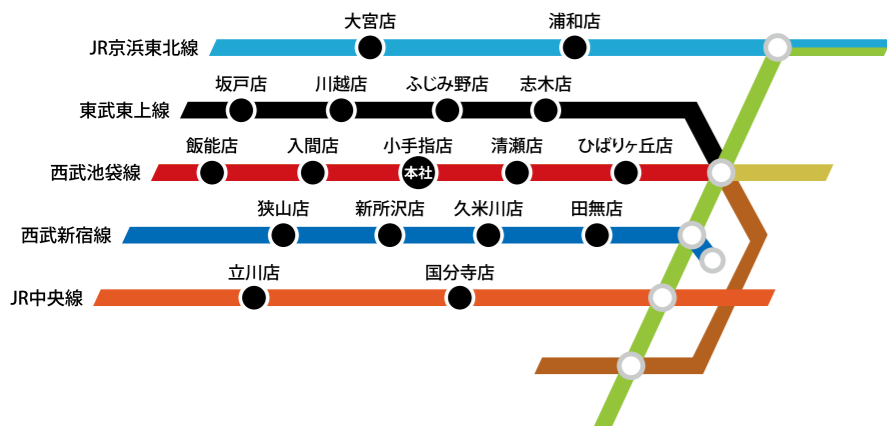 大宮店 浦和店
JR京浜東北線
坂戸店 川越店 ふじみ野店 志木店
東武東上線
飯能店 入間店 小手指店 清瀬店 ひばりヶ丘店
西武池袋線 本社
狭山店 新所沢店 久米川店 田無店
西武新宿線
立川店 国分寺店
JR中央線